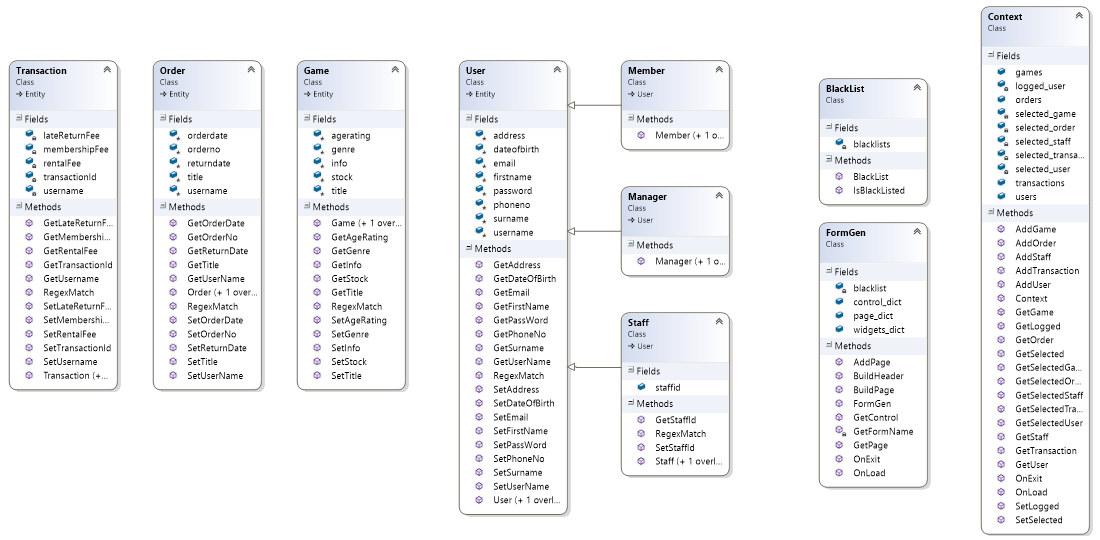 Transaction
Class
Entity
Fields
lateReturnFee
membershipFee
rentalFee
transactionId
username
Methods
GetLateReturnF...
GetMembershi...
GetRentalFee
GetTransactionId
GetUsername
RegexMatch
SetLateReturnF...
SetMembershi...
SetRentalFee
SetTransactionId
SetUsername
Transaction (+...
Order
Class
Entity
Fields
orderdate
orderno
returndate
title
username
Methods
GetOrderDate
GetOrderNo
GetReturnDate
GetTitle
GetUserName
Order (+ 1 over...
RegexMatch
SetOrderDate
SetOrderNo
SetReturnDate
SetTitle
SetUserName
Game
Class
Entity
Fields
agerating
genre
info
stock
title
Methods
Game (+ 1 over...
GetAgeRating
GetGenre
GetInfo
GetStock
GetTitle
RegexMatch
SetAgeRating
SetGenre
SetInfo
SetStock
SetTitle
User
Class
Entity
Fields
address
dateofbirth
email
firstname
password
phoneno
surname
username
Methods
GetAddress
GetDateOfBirth
GetEmail
GetFirstName
GetPassWord
GetPhoneNo
GetSurname
GetUserName
RegexMatch
SetAddress
SetDateOfBirth
SetEmail
SetFirstName
SetPassWord
SetPhoneNo
SetSurname
SetUserName
User (+ 1 overl...
Member
Class
User
Methods
Member (+ 1 o...
Manager
Class
User
Methods
Manager (+ 1 o...
Staff
Class
User
Fields
staffid
Methods
GetStaffId
RegexMatch
SetStaffId
Staff (+ 1 overl...
BlackList
Class
Fields
blacklists
Methods
BlackList
IsBlackListed
FormGen
Class
Fields
blacklist
control_dict
page_dict
widgets_dict
Methods
AddPage
BuildHeader
BuildPage
FormGen
GetControl
GetFormName
GetPage
OnExit
OnLoad
Context
Class
Fields
games
logged_user
orders
selected_game
selected_order
selected_staff
selected_transa...
selected_user
transactions
users
Methods
AddGame
AddOrder
AddStaff
AddTransaction
AddUser
Context
GetGame
GetLogged
GetOrder
GetSelected
GetSelectedGa...
GetSelectedOr...
GetSelectedStaff
GetSelectedTra...
GetSelectedUser
GetStaff
GetTransaction
GetUser
OnExit
OnLoad
SetLogged
SetSelected